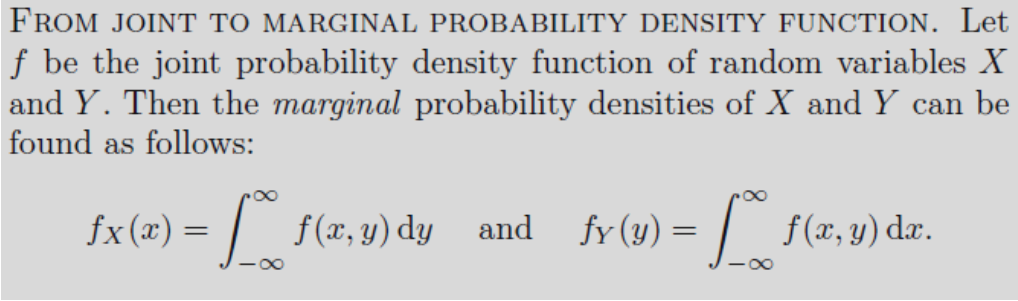 FROM JOINT TO MARGINAL PROBABILITY DENSITY FUNCTION. Let
f be the joint probability density function of random variables X
and Y. Then the marginal probability densities of X and Y can be
found as follows:
f_X(x) = ∫_{−∞}^{∞} f(x, y) dy and f_Y(y) = ∫_{−∞}^{∞} f(x, y) dx.